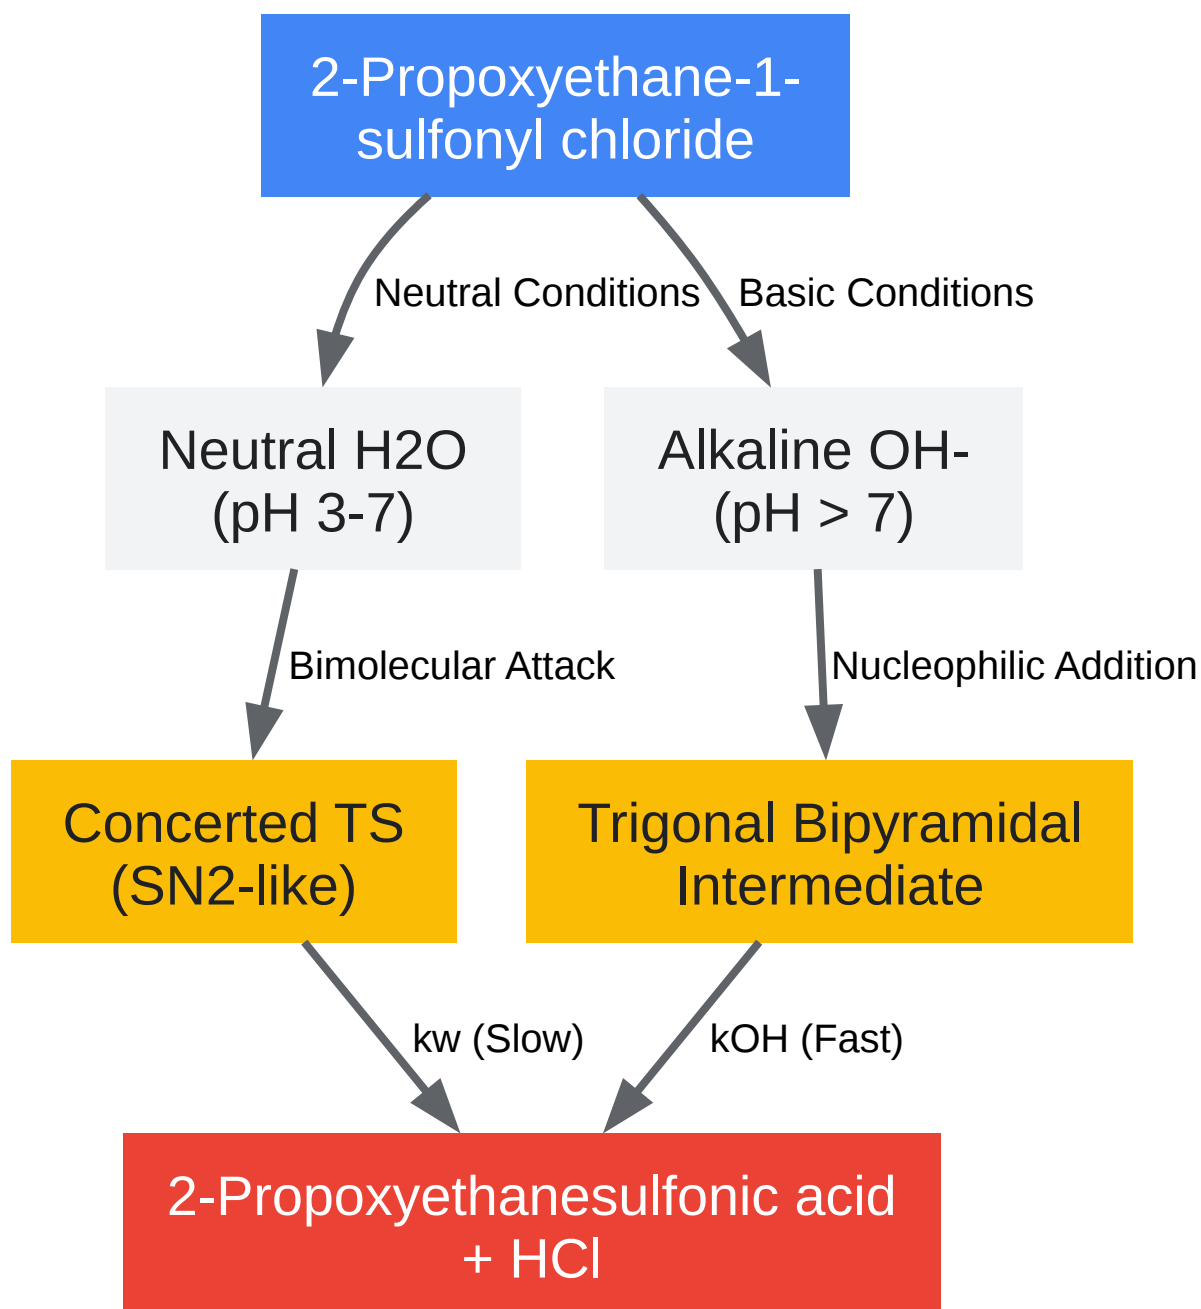 2-Propoxyethane-1-
sulfonyl chloride
Neutral Conditions
Basic Conditions
Neutral H2O
(pH 3-7)
Alkaline OH-
(pH > 7)
Bimolecular Attack
Nucleophilic Addition
Concerted TS
(SN2-like)
Trigonal Bipyramidal
Intermediate
kw (Slow)
kOH (Fast)
2-Propoxyethanesulfonic acid
+ HCl